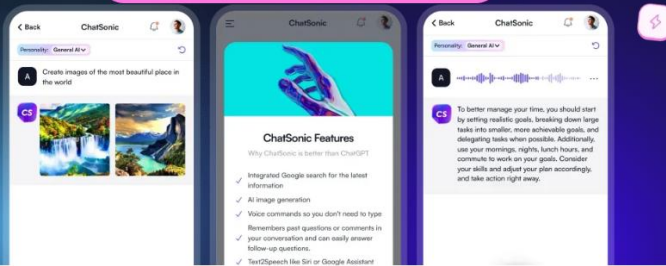 < Back ChatSonic
Personality: General AI
A
Create images of the most beautiful place in
the world
CS
ChatSonic
ChatSonic Features
Why ChatSonic is better than ChatGPT
Integrated Google search for the latest
information
AI image generation
Voice commands so you don't need to type
Remembers past questions or comments in
your conversation and can easily answer
follow-up questions.
Text2Speech like Siri or Google Assistant
< Back ChatSonic
Personality: General AI
A
CS
To better manage your time, you should start
by setting realistic goals, breaking down large
tasks into smaller, more achievable goals, and
delegating tasks when possible. Additionally,
use your mornings, nights, lunch hours, and
commute to work on your goals. Consider
your skills and adjust your plan accordingly,
and take action right away.